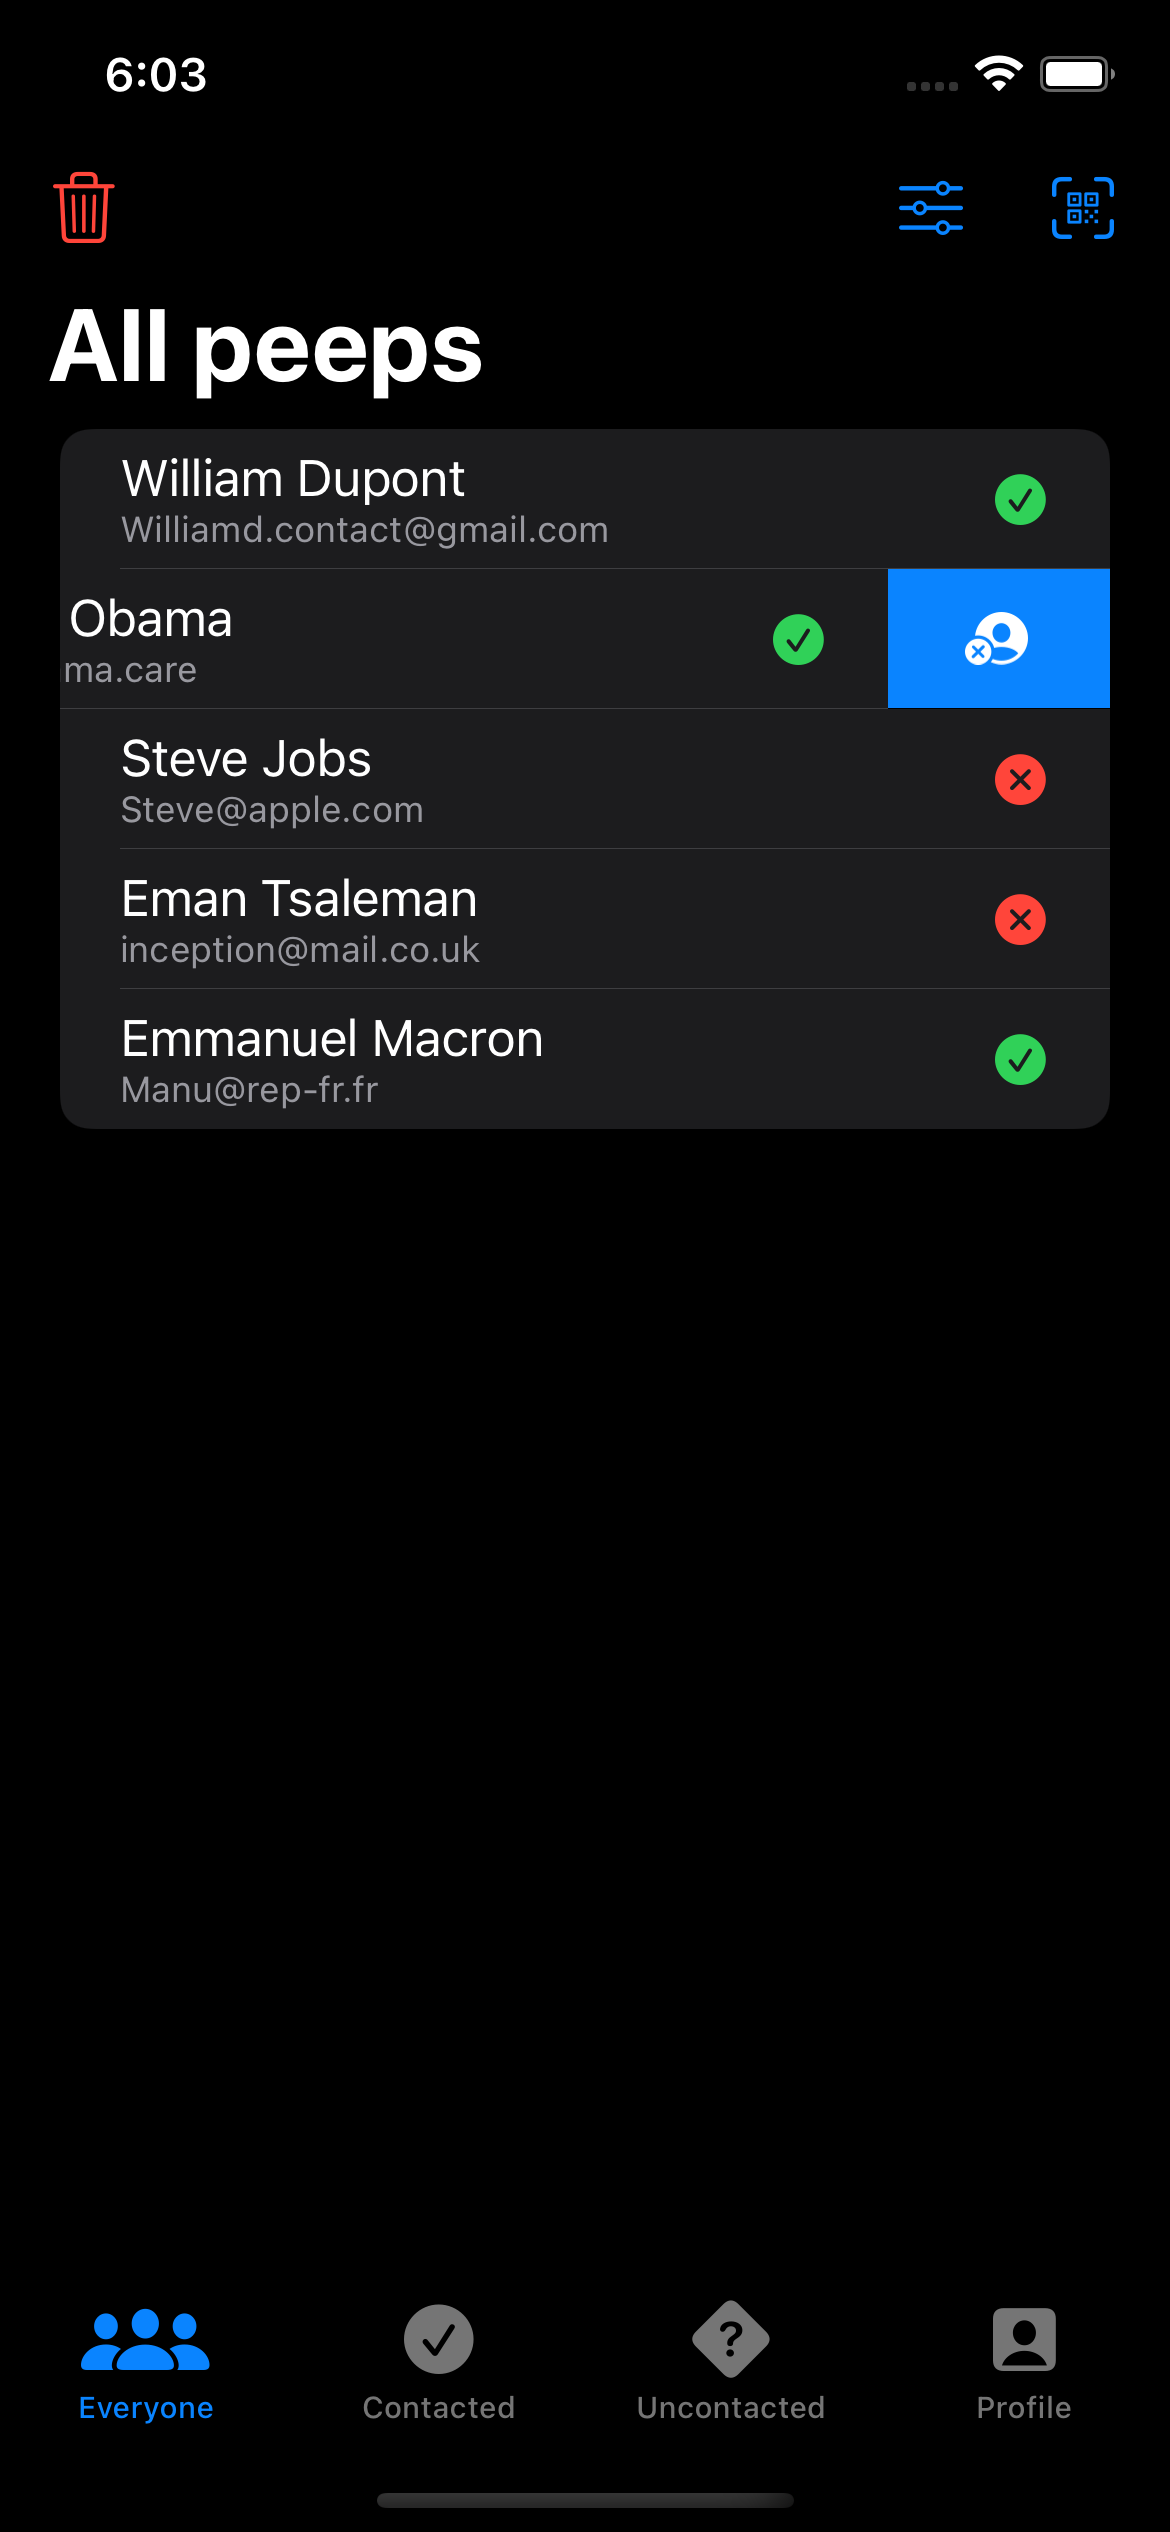 6:03
All peeps
William Dupont
Williamd.contact@gmail.com
Obama
ma.care
Steve Jobs
Steve@apple.com
Eman Tsaleman
inception@mail.co.uk
Emmanuel Macron
Manu@rep-fr.fr
Everyone
Contacted
Uncontacted
Profile